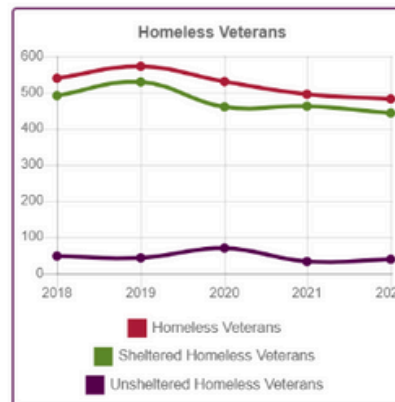 Homeless Veterans
600
500
400
300
200
100
0
2018 2019 2020 2021 202
Homeless Veterans
Sheltered Homeless Veterans
Unsheltered Homeless Veterans